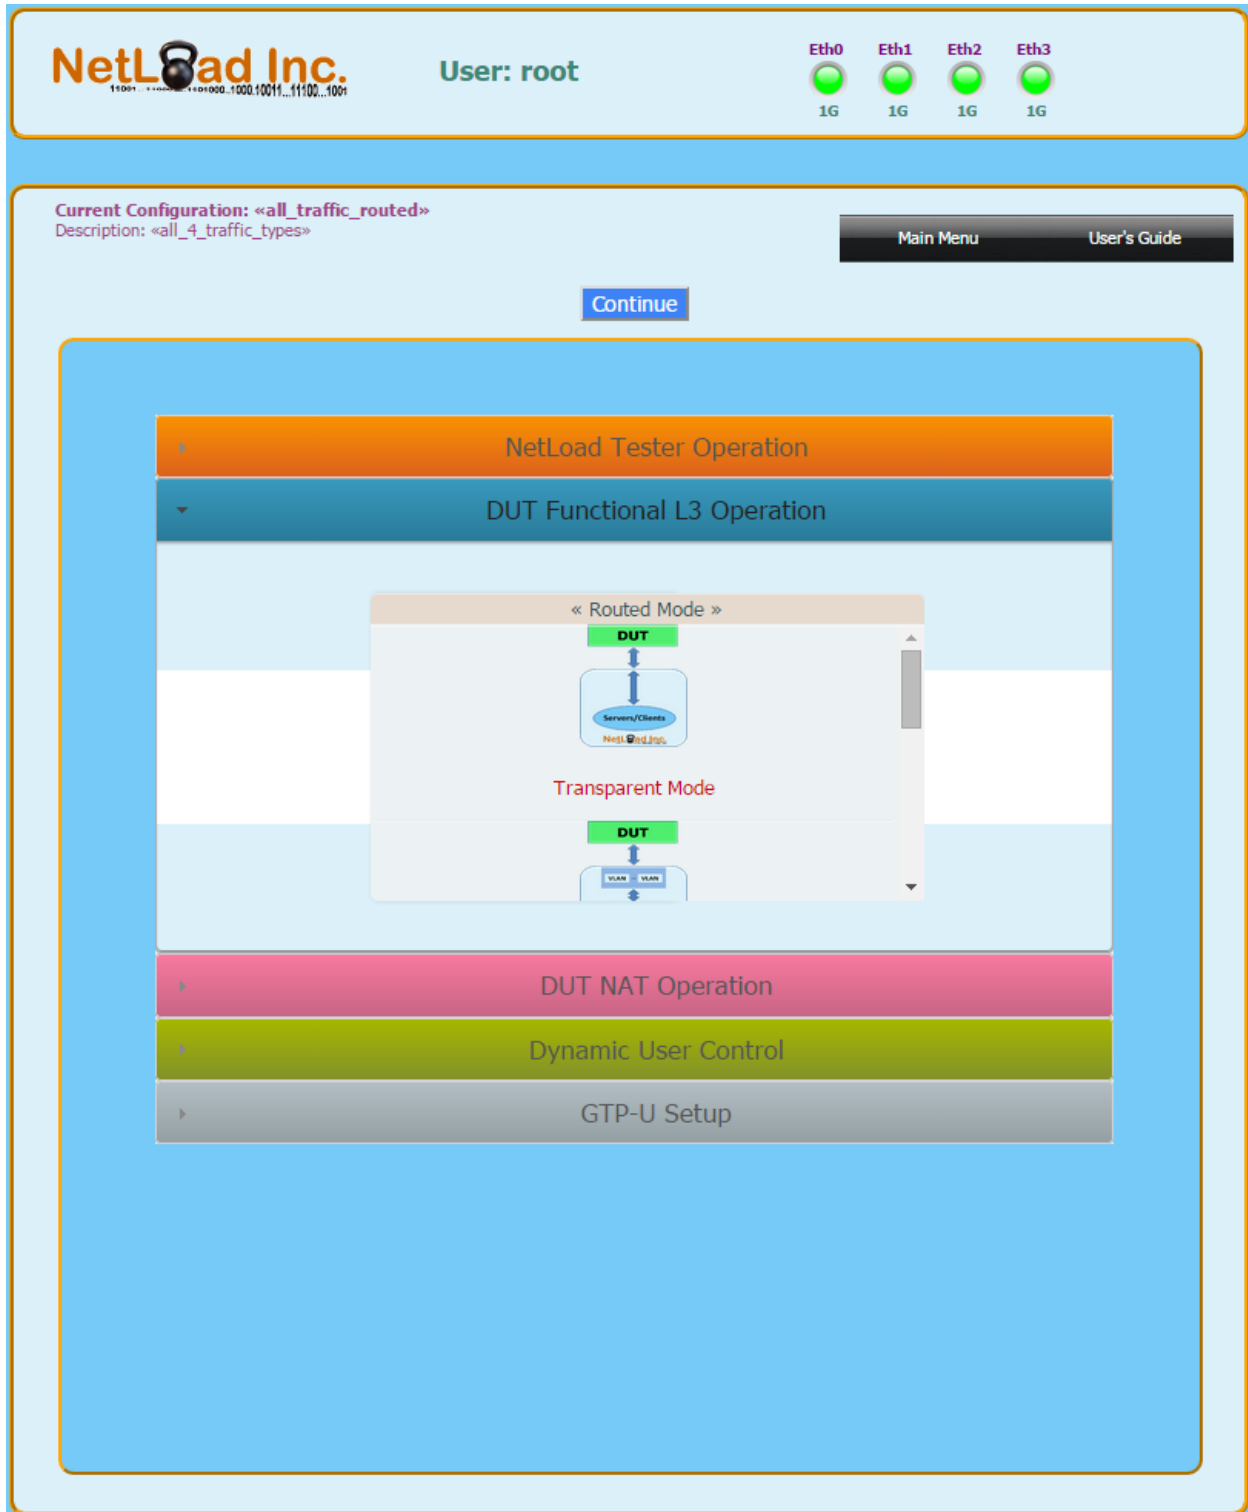 NetLoad Inc.
User: root
Eth0 Eth1 Eth2 Eth3
1G 1G 1G 1G
Current Configuration: «all_traffic_routed»
Description: «all_4_traffic_types»
Main Menu User's Guide
Continue
NetLoad Tester Operation
DUT Functional L3 Operation
« Routed Mode »
DUT
Servers/Clients
NetLoad Inc.
Transparent Mode
DUT
VLAN VLAN
DUT NAT Operation
Dynamic User Control
GTP-U Setup